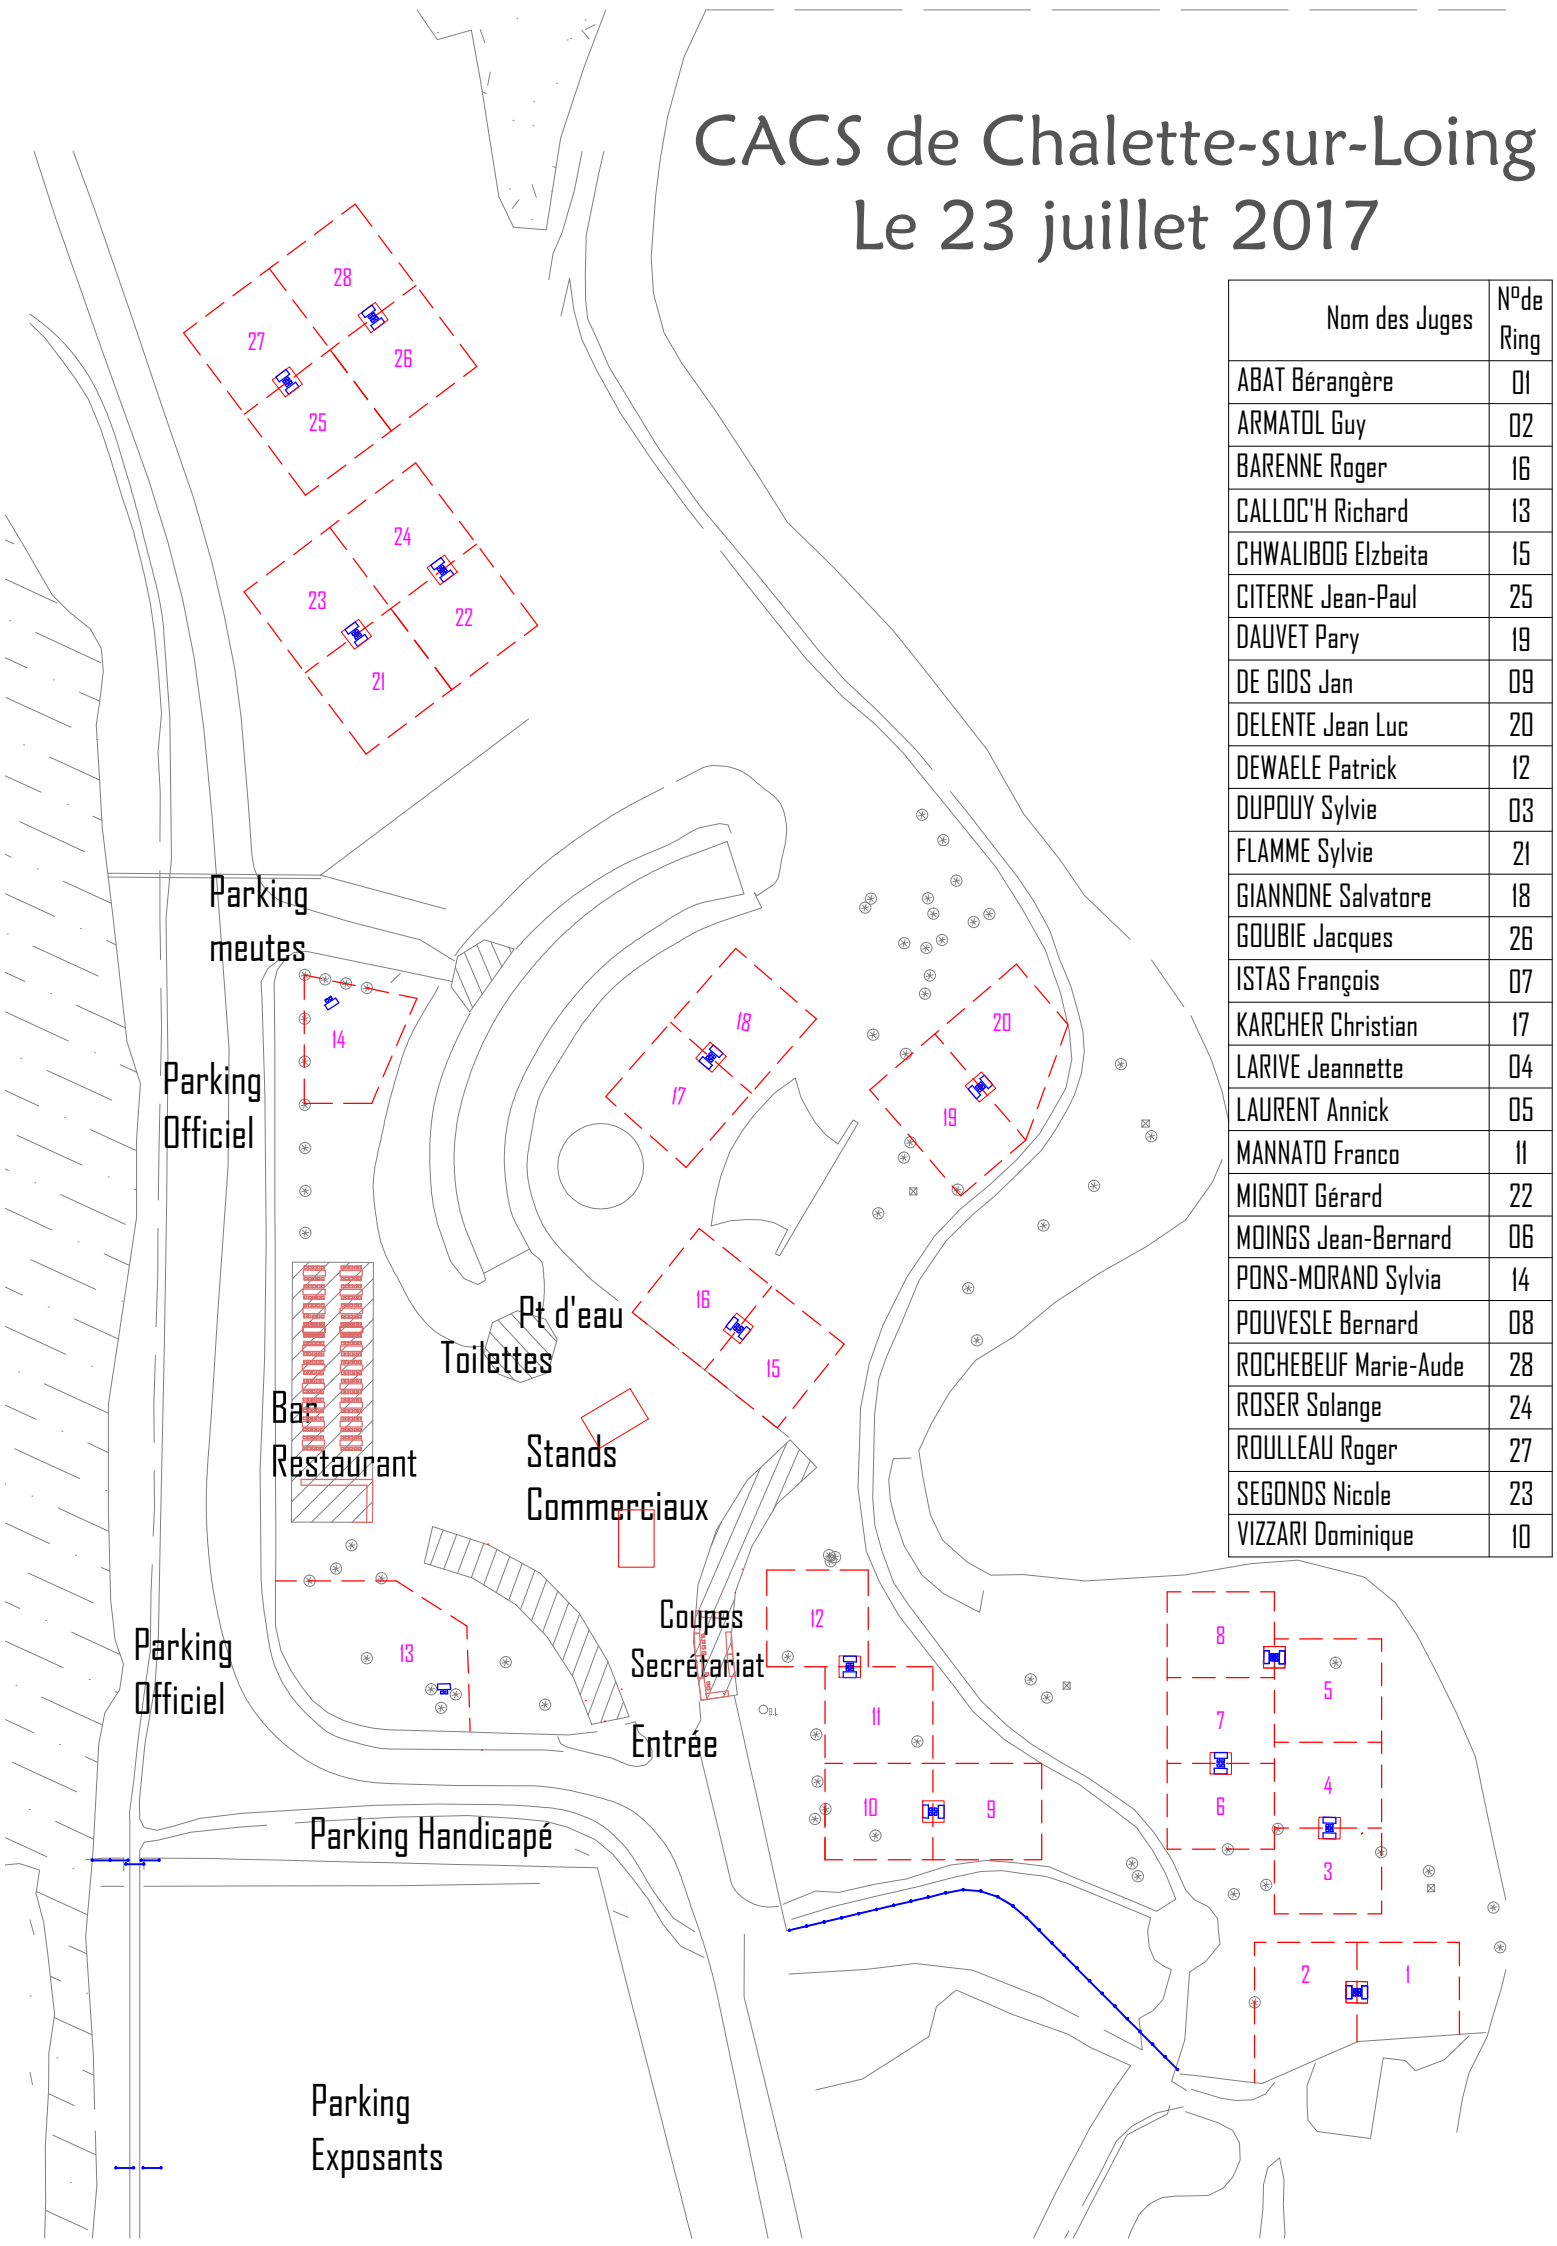 CACS de Chalette-sur-Loing
Le 23 juillet 2017
Nom des Juges N°de Ring
ABAT Bérangère 01
ARMATOL Guy 02
BARENNE Roger 16
CALLOC'H Richard 13
CHWALIBOG Elzbeita 15
CITERNE Jean-Paul 25
DAUVET Pary 19
DE GIDS Jan 09
DELENTE Jean Luc 20
DEWAELE Patrick 12
DUPOUY Sylvie 03
FLAMME Sylvie 21
GIANNONE Salvatore 18
GOUBIE Jacques 26
ISTAS François 07
KARCHER Christian 17
LARIVE Jeannette 04
LAURENT Annick 05
MANNATO Franco 11
MIGNOT Gérard 22
MOINGS Jean-Bernard 06
PONS-MORAND Sylvia 14
POUVESLE Bernard 08
ROCHEBEUF Marie-Aude 28
ROSER Solange 24
ROULLEAU Roger 27
SEGONDS Nicole 23
VIZZARI Dominique 10
28
27
26
25
24
23
22
21
Parking
meutes
14
Parking
Officiel
18
17
20
19
16
15
Pt d'eau
Toilettes
Bar
Restaurant
Stands
Commerciaux
Coupes
Secrétariat
Entrée
13
Parking
Officiel
12
11
10
9
8
7
6
5
4
3
2
1
Parking Handicapé
Parking
Exposants